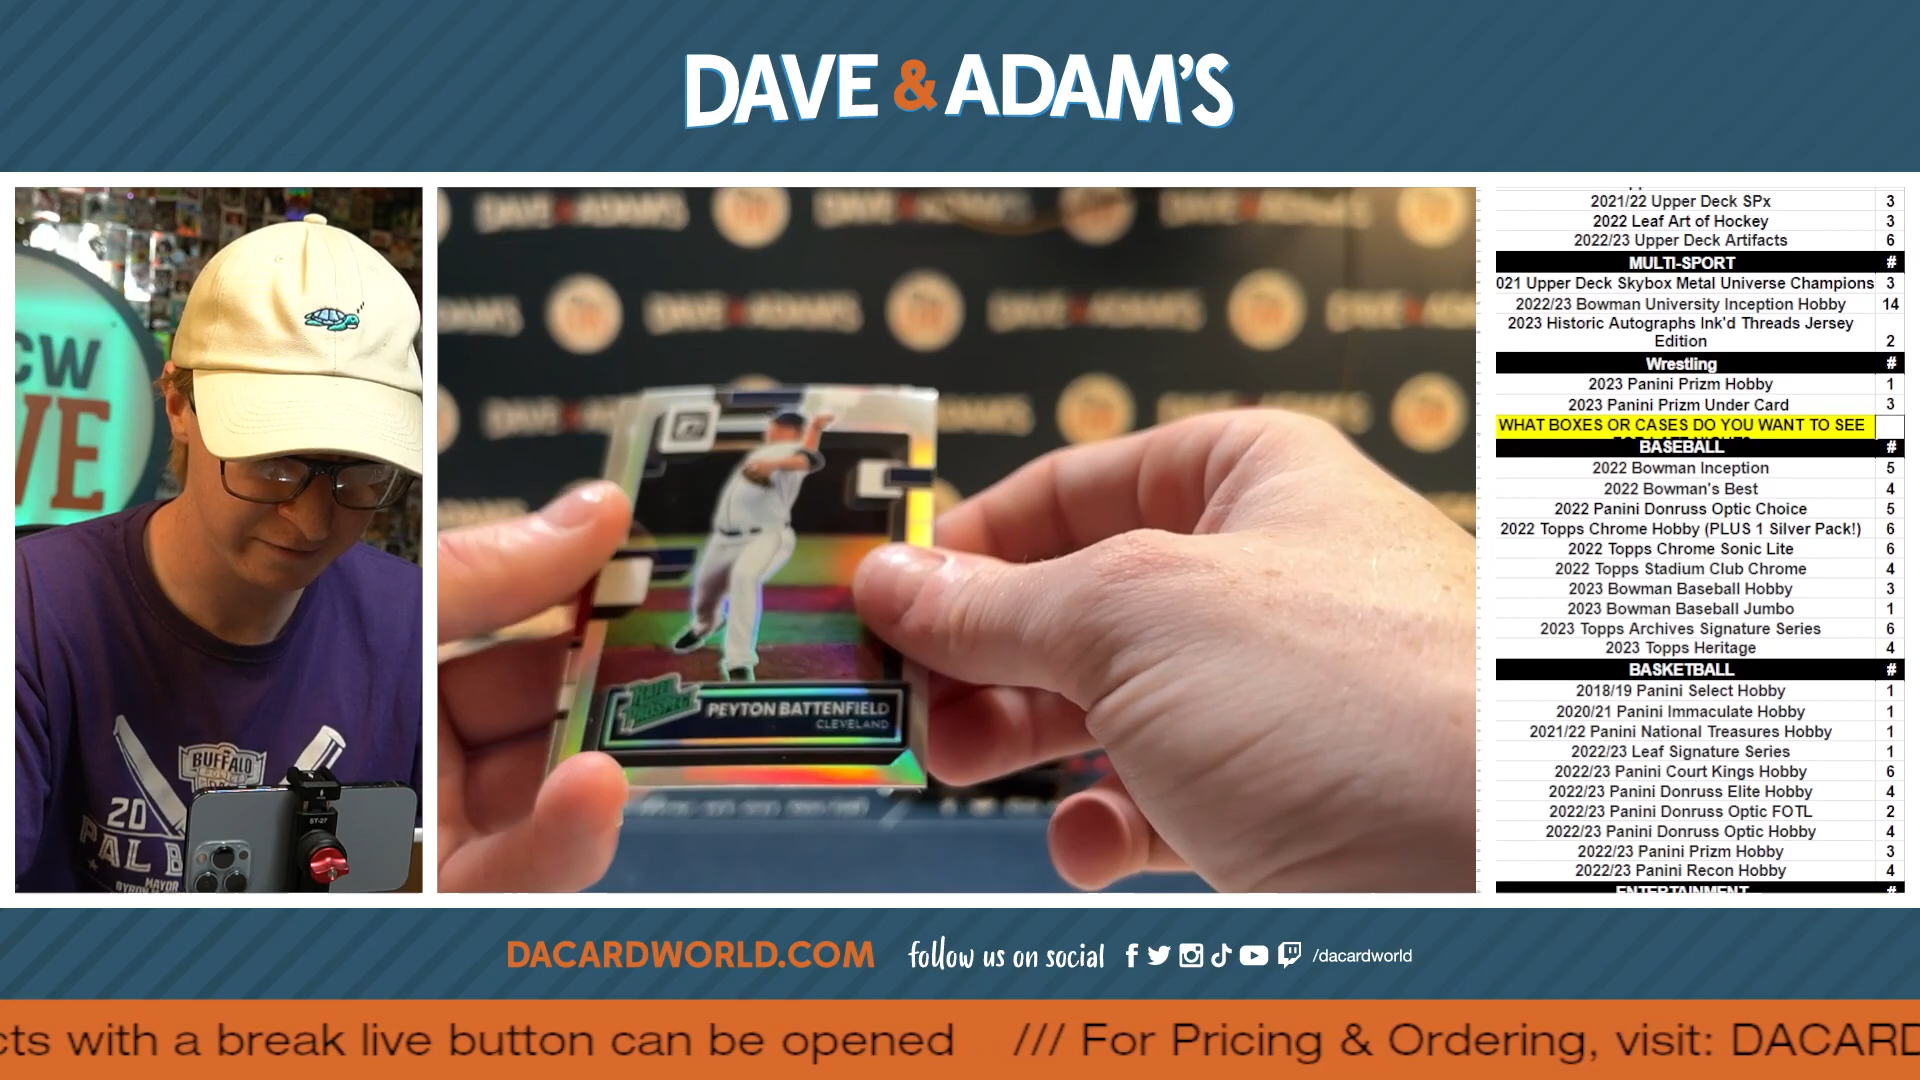 DAVE & ADAM'S
CW
VE
BUFFALO
20
PAL B
MAYOR
ST-27
PEYTON BATTENFIELD
CLEVELAND
2021/22 Upper Deck SPx 3
2022 Leaf Art of Hockey 3
2022/23 Upper Deck Artifacts 6
MULTI-SPORT #
021 Upper Deck Skybox Metal Universe Champions 3
2022/23 Bowman University Inception Hobby 14
2023 Historic Autographs Ink'd Threads Jersey
Edition 2
Wrestling #
2023 Panini Prizm Hobby 1
2023 Panini Prizm Under Card 3
WHAT BOXES OR CASES DO YOU WANT TO SEE
BASEBALL #
2022 Bowman Inception 5
2022 Bowman's Best 4
2022 Panini Donruss Optic Choice 5
2022 Topps Chrome Hobby (PLUS 1 Silver Pack!) 6
2022 Topps Chrome Sonic Lite 6
2022 Topps Stadium Club Chrome 4
2023 Bowman Baseball Hobby 3
2023 Bowman Baseball Jumbo 1
2023 Topps Archives Signature Series 6
2023 Topps Heritage 4
BASKETBALL #
2018/19 Panini Select Hobby 1
2020/21 Panini Immaculate Hobby 1
2021/22 Panini National Treasures Hobby 1
2022/23 Leaf Signature Series 1
2022/23 Panini Court Kings Hobby 6
2022/23 Panini Donruss Elite Hobby 4
2022/23 Panini Donruss Optic FOTL 2
2022/23 Panini Donruss Optic Hobby 4
2022/23 Panini Prizm Hobby 3
2022/23 Panini Recon Hobby 4
ENTERTAINMENT #
DACARDWORLD.COM follow us on social /dacardworld
cts with a break live button can be opened /// For Pricing & Ordering, visit: DACARD